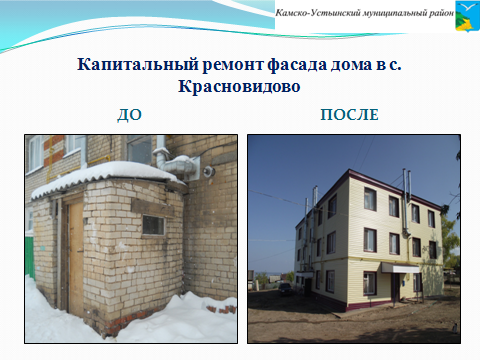 Камско-Устьинский муниципальный район
Капитальный ремонт фасада дома в с.
Красновидово
ДО
ПОСЛЕ